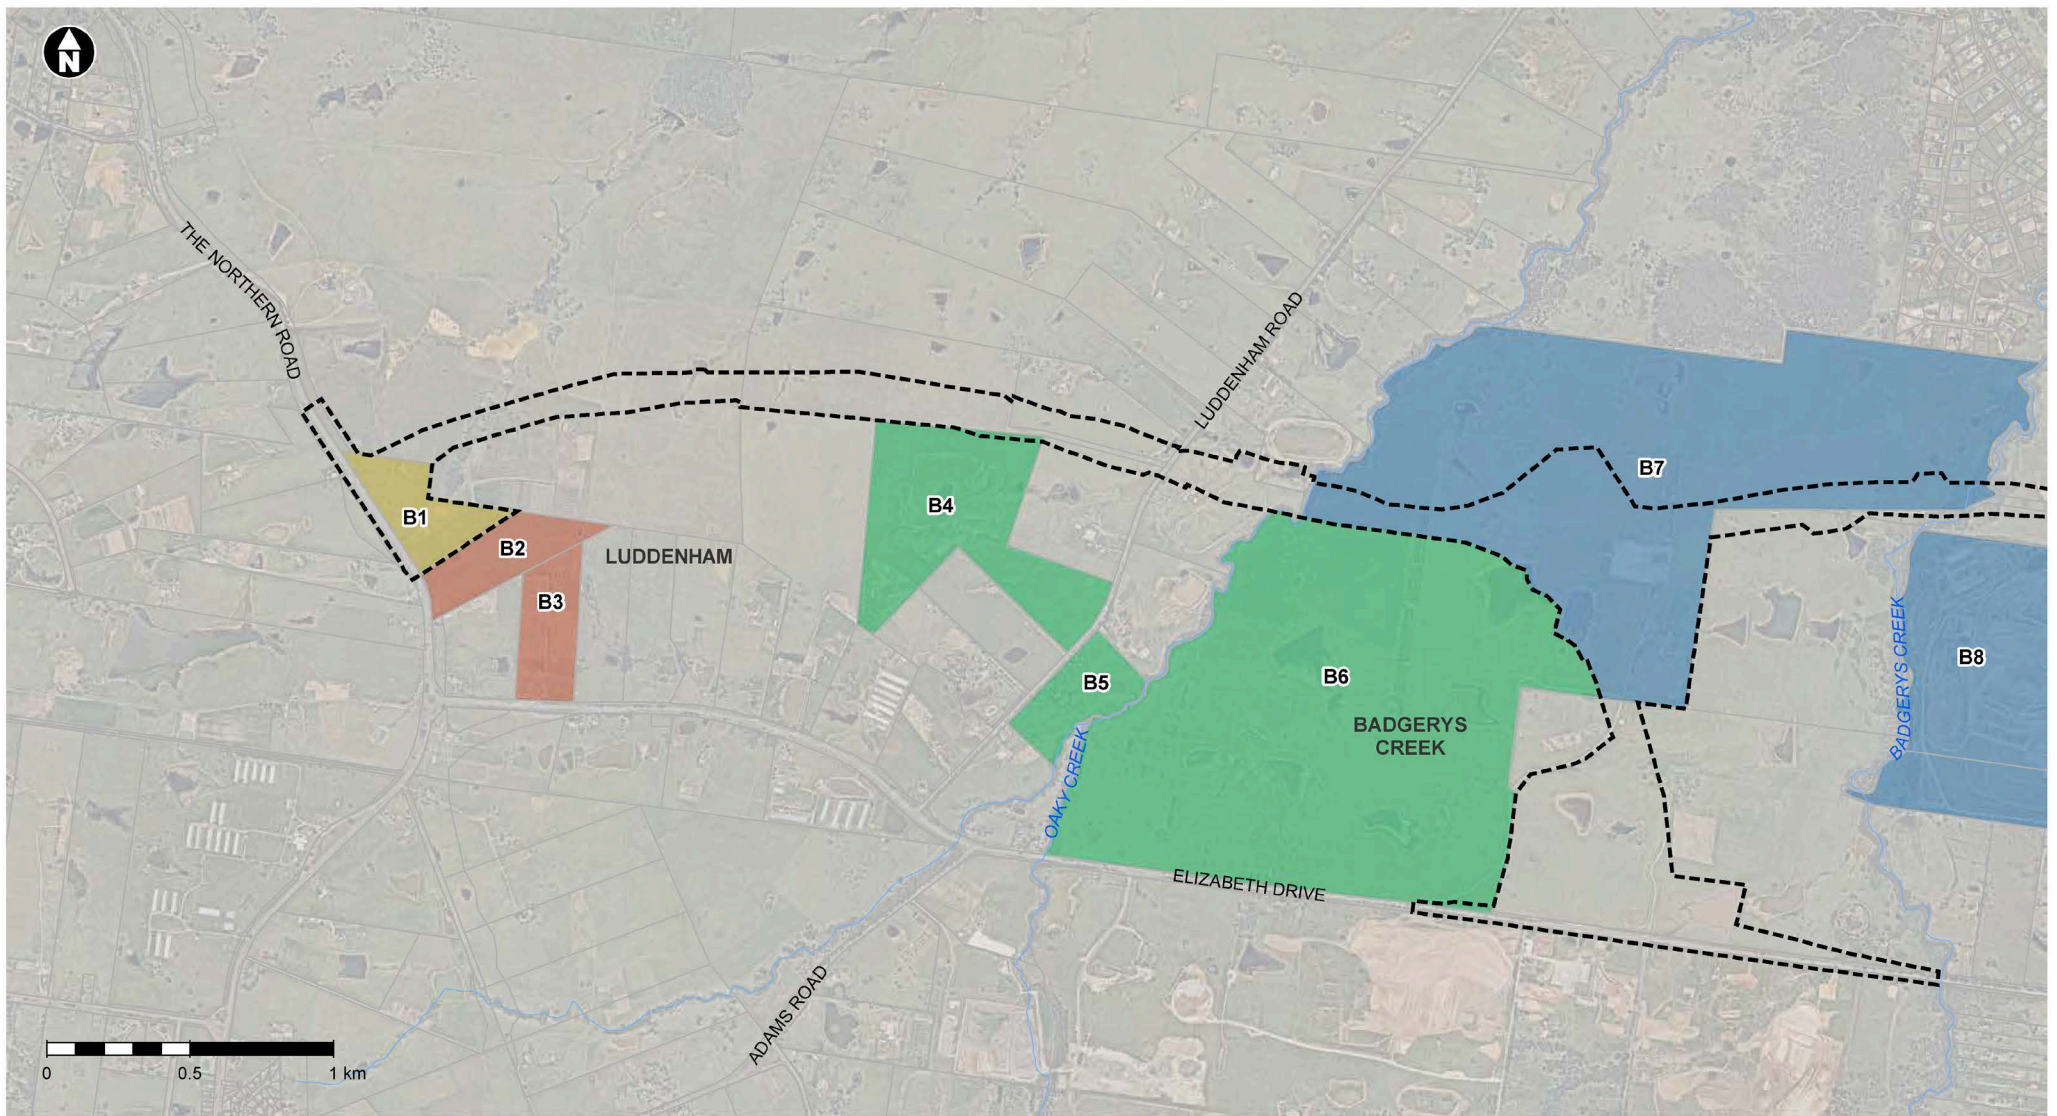 N
THE NORTHERN ROAD
LUDDENHAM ROAD
B7
B4
B1
B2
LUDDENHAM
B3
B8
B6
B5
BADGERYS
CREEK
BADGERYS CREEK
OAKY CREEK
ELIZABETH DRIVE
ADAMS ROAD
0 0.5 1 km